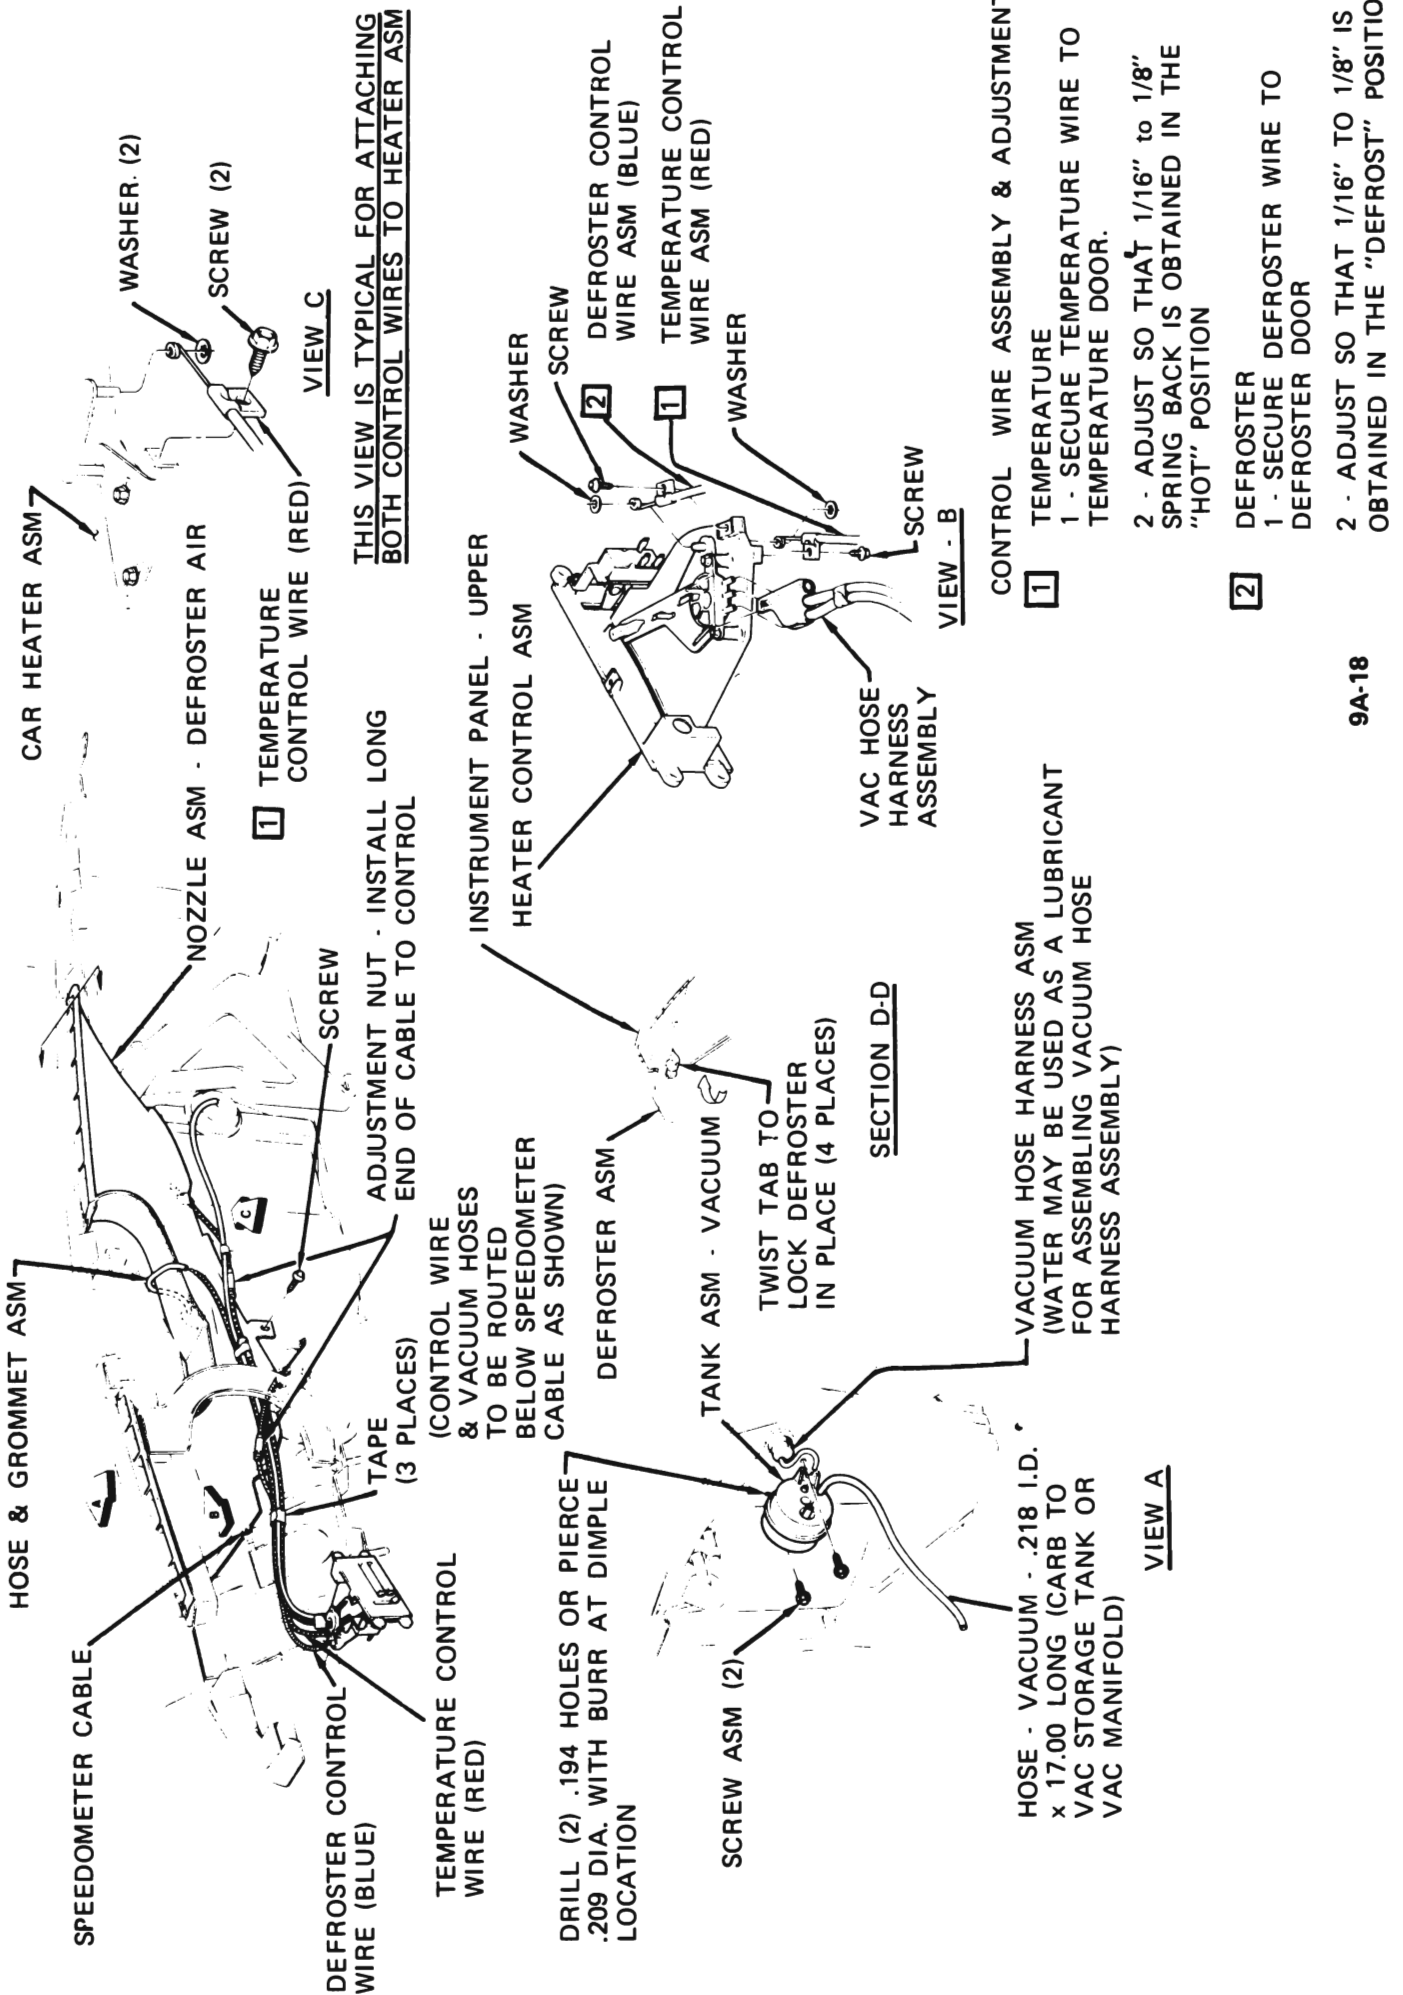 HOSE & GROMMET ASM
SPEEDOMETER CABLE
A
B
C
DEFROSTER CONTROL
WIRE (BLUE)
TEMPERATURE CONTROL
WIRE (RED)
TAPE
(3 PLACES)
(CONTROL WIRE
& VACUUM HOSES
TO BE ROUTED
BELOW SPEEDOMETER
CABLE AS SHOWN)
SCREW
ADJUSTMENT NUT - INSTALL LONG
END OF CABLE TO CONTROL
NOZZLE ASM - DEFROSTER AIR
CAR HEATER ASM
WASHER. (2)
SCREW (2)
1 TEMPERATURE
CONTROL WIRE (RED)
VIEW C
THIS VIEW IS TYPICAL FOR ATTACHING
BOTH CONTROL WIRES TO HEATER ASM
DRILL (2) .194 HOLES OR PIERCE
.209 DIA. WITH BURR AT DIMPLE
LOCATION
SCREW ASM (2)
TANK ASM - VACUUM
HOSE - VACUUM - .218 I.D.
x 17.00 LONG (CARB TO
VAC STORAGE TANK OR
VAC MANIFOLD)
VACUUM HOSE HARNESS ASM
(WATER MAY BE USED AS A LUBRICANT
FOR ASSEMBLING VACUUM HOSE
HARNESS ASSEMBLY)
VIEW A
DEFROSTER ASM
INSTRUMENT PANEL - UPPER
TWIST TAB TO
LOCK DEFROSTER
IN PLACE (4 PLACES)
SECTION D-D
HEATER CONTROL ASM
WASHER
SCREW
2 DEFROSTER CONTROL
WIRE ASM (BLUE)
1 TEMPERATURE CONTROL
WIRE ASM (RED)
WASHER
SCREW
VAC HOSE
HARNESS
ASSEMBLY
VIEW - B
CONTROL WIRE ASSEMBLY & ADJUSTMENT
1 TEMPERATURE
1 - SECURE TEMPERATURE WIRE TO
TEMPERATURE DOOR.
2 - ADJUST SO THAT 1/16" to 1/8"
SPRING BACK IS OBTAINED IN THE
"HOT" POSITION
2 DEFROSTER
1 - SECURE DEFROSTER WIRE TO
DEFROSTER DOOR
2 - ADJUST SO THAT 1/16" TO 1/8" IS
OBTAINED IN THE "DEFROST" POSITIO
9A-18